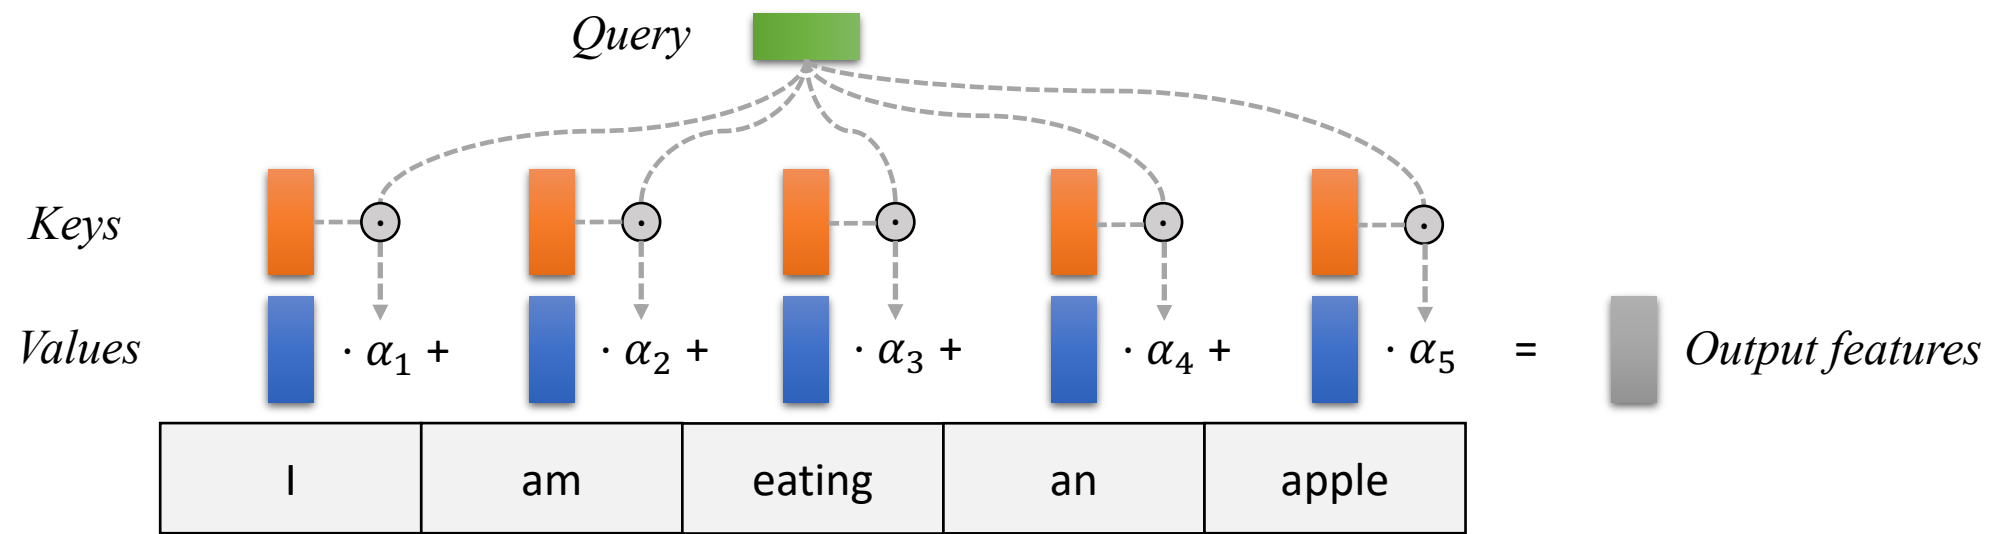 Query
Keys
Values · α₁ + · α₂ + · α₃ + · α₄ + · α₅ = Output features
I am eating an apple